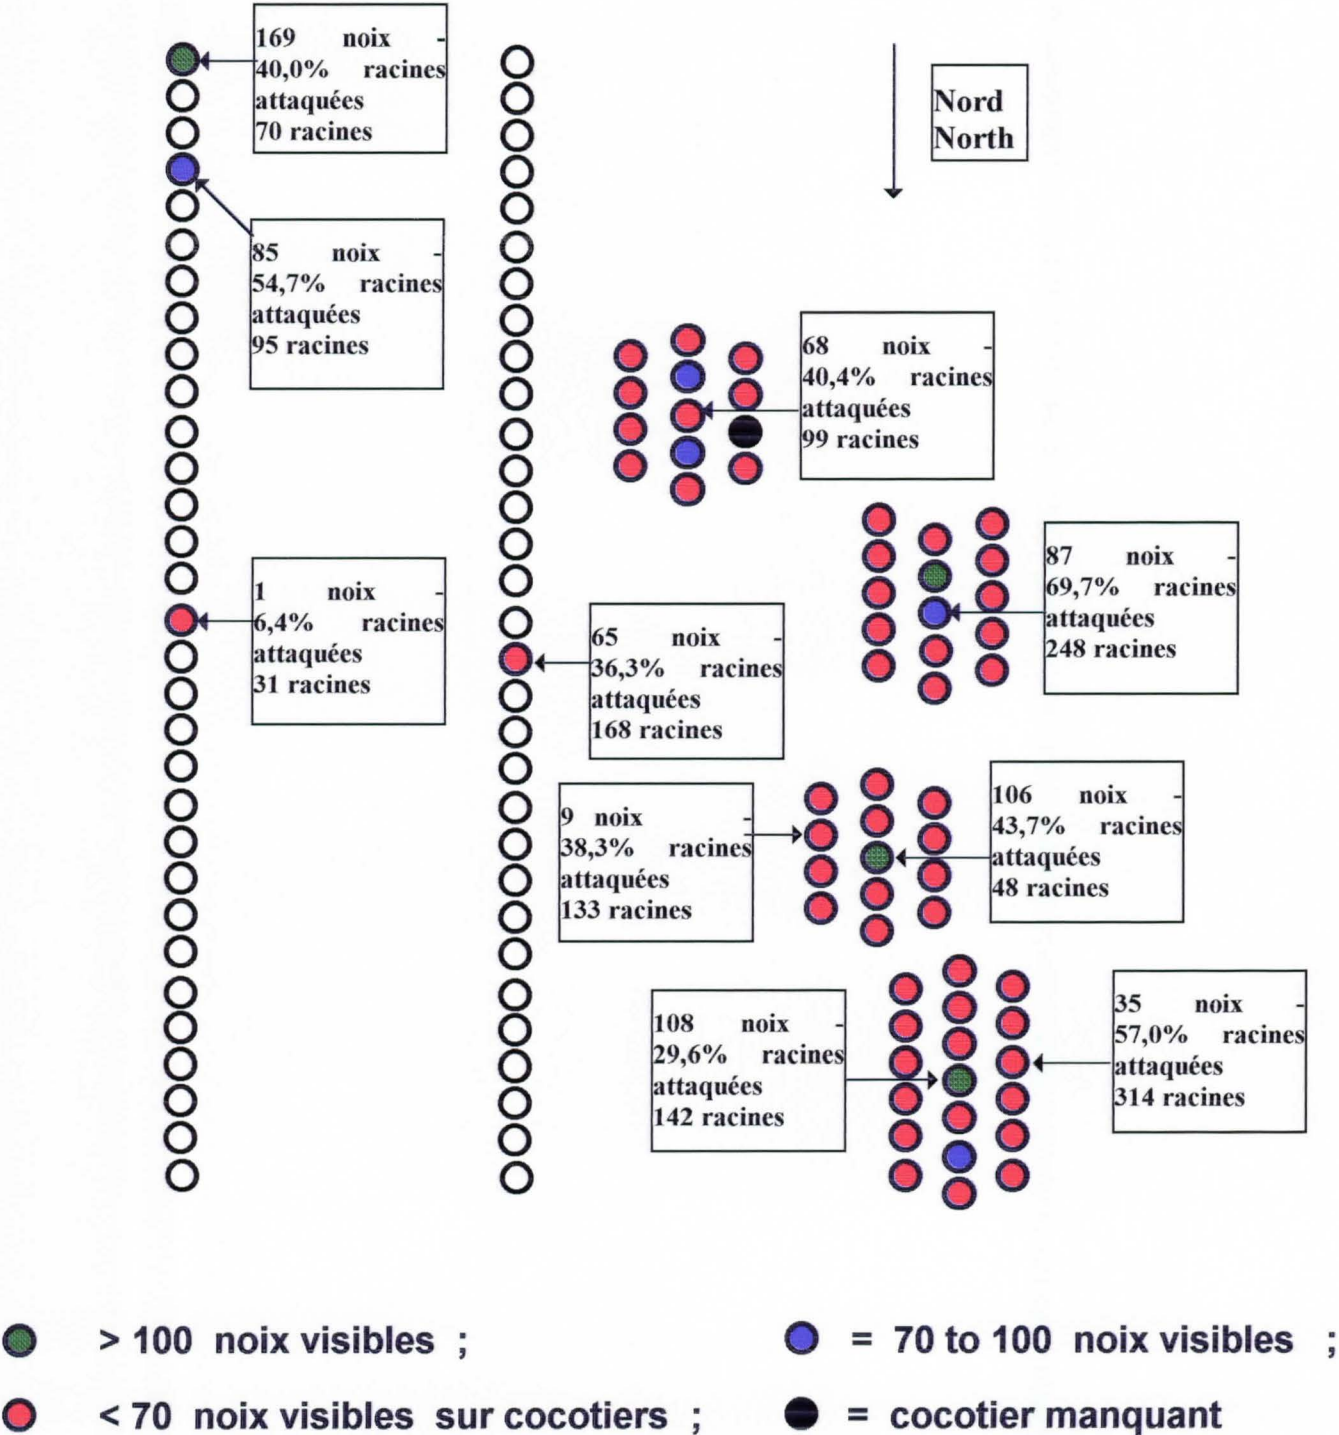 169 noix -
40,0% racines
attaquées
70 racines
Nord
North
85 noix -
54,7% racines
attaquées
95 racines
68 noix -
40,4% racines
attaquées
99 racines
87 noix -
69,7% racines
attaquées
248 racines
1 noix -
6,4% racines
attaquées
31 racines
65 noix -
36,3% racines
attaquées
168 racines
9 noix -
38,3% racines
attaquées
133 racines
106 noix -
43,7% racines
attaquées
48 racines
108 noix -
29,6% racines
attaquées
142 racines
35 noix -
57,0% racines
attaquées
314 racines
> 100 noix visibles ;
= 70 to 100 noix visibles ;
< 70 noix visibles sur cocotiers ;
= cocotier manquant